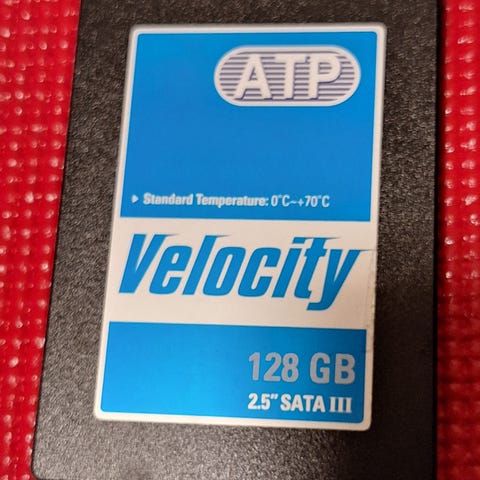 ATP
▸ Standard Temperature: 0°C~+70°C
Velocity
128 GB
2.5" SATA III